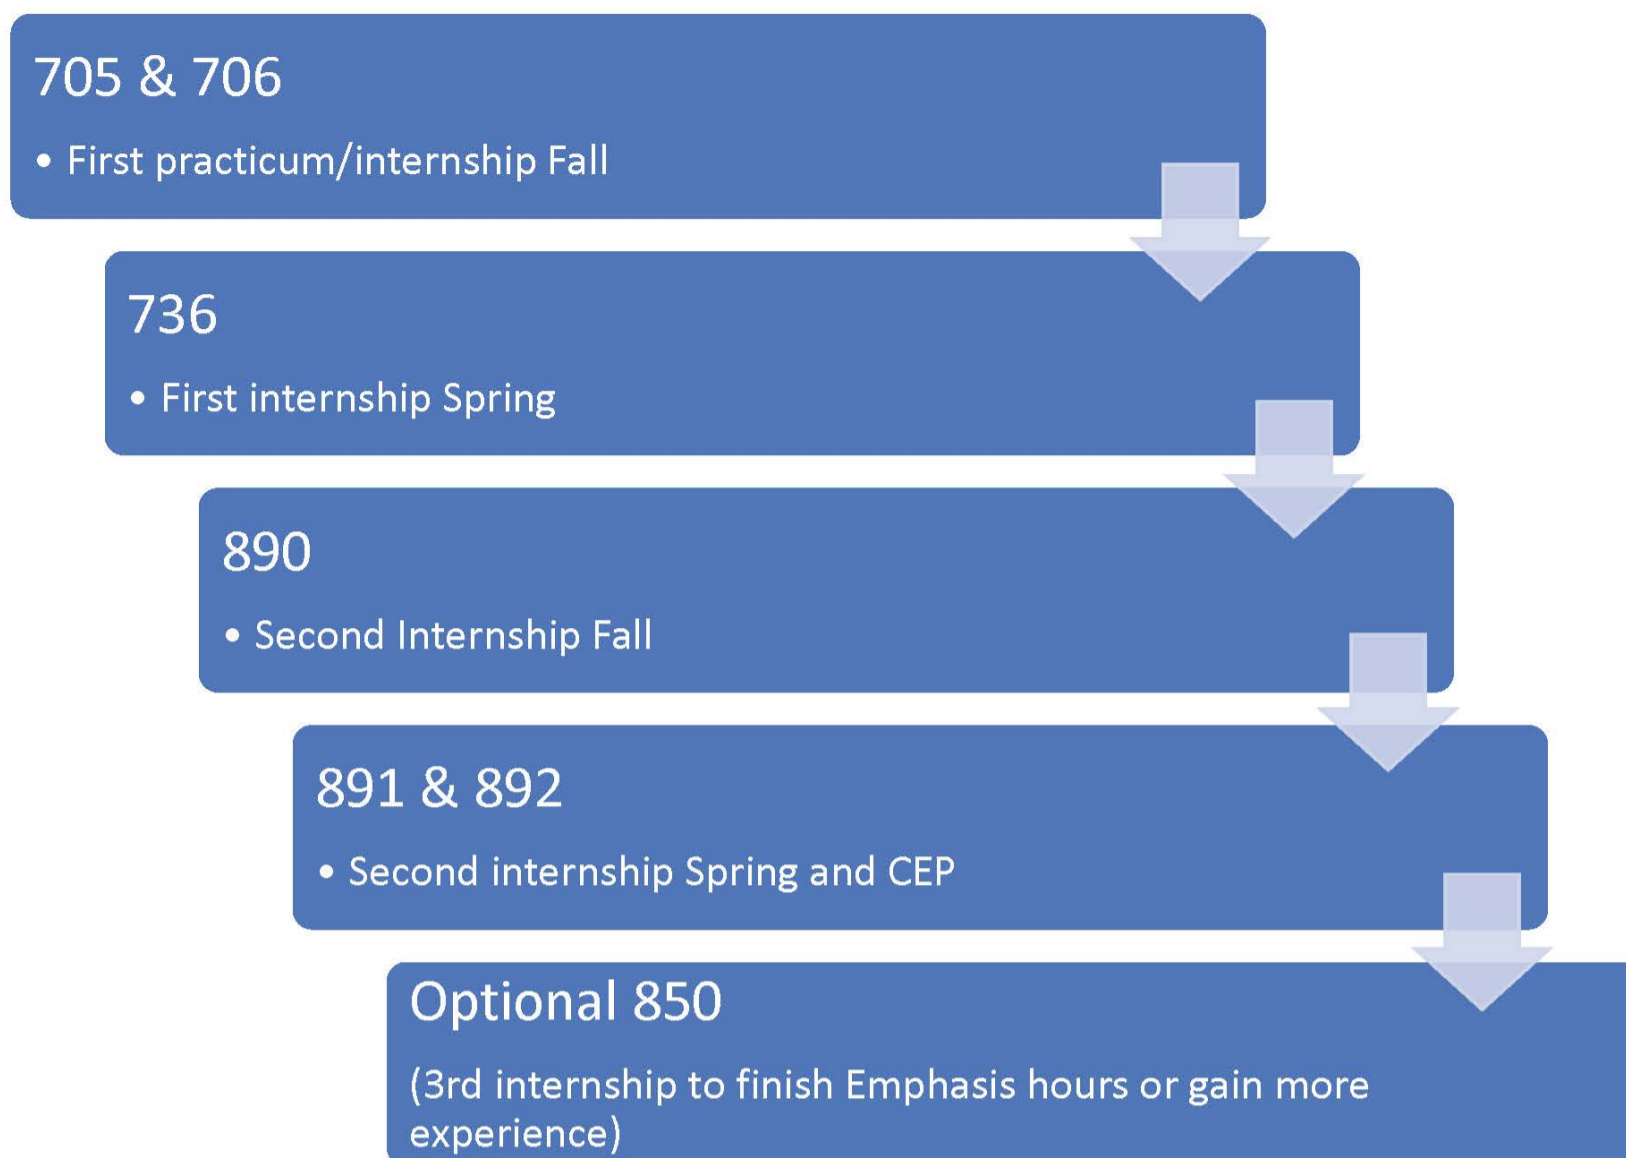 705 & 706
• First practicum/internship Fall
736
• First internship Spring
890
• Second Internship Fall
891 & 892
• Second internship Spring and CEP
Optional 850
(3rd internship to finish Emphasis hours or gain more
experience)